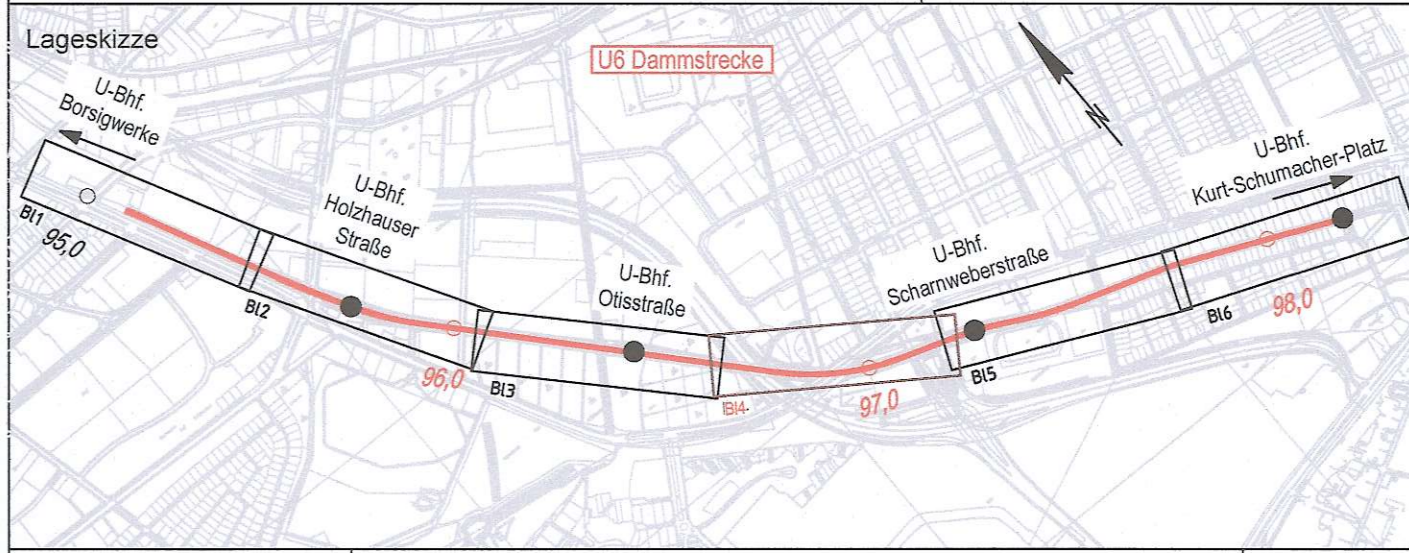 Lageskizze
U6 Dammstrecke
U-Bhf.
Borsigwerke
U-Bhf.
Holzhauser
Straße
U-Bhf.
Otisstraße
U-Bhf.
Scharnweberstraße
U-Bhf.
Kurt-Schumacher-Platz
N
Bl1
95,0
Bl2
96,0
Bl3
Bl4
97,0
Bl5
Bl6
98,0